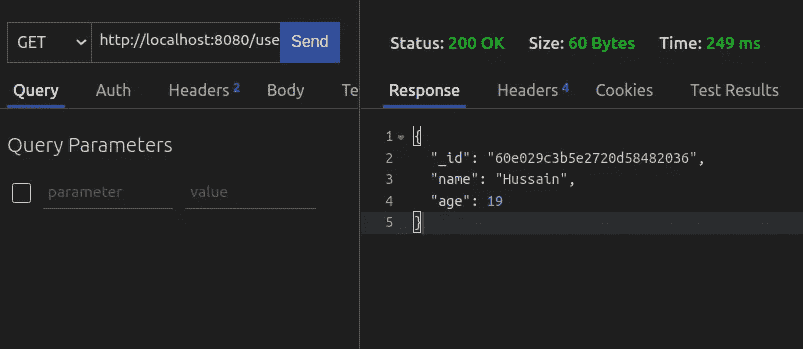 GET http://localhost:8080/use Send
Query Auth Headers 2 Body Te
Query Parameters
parameter value
Status: 200 OK Size: 60 Bytes Time: 249 ms
Response Headers 4 Cookies Test Results
1 {
2 "_id": "60e029c3b5e2720d58482036",
3 "name": "Hussain",
4 "age": 19
5 }